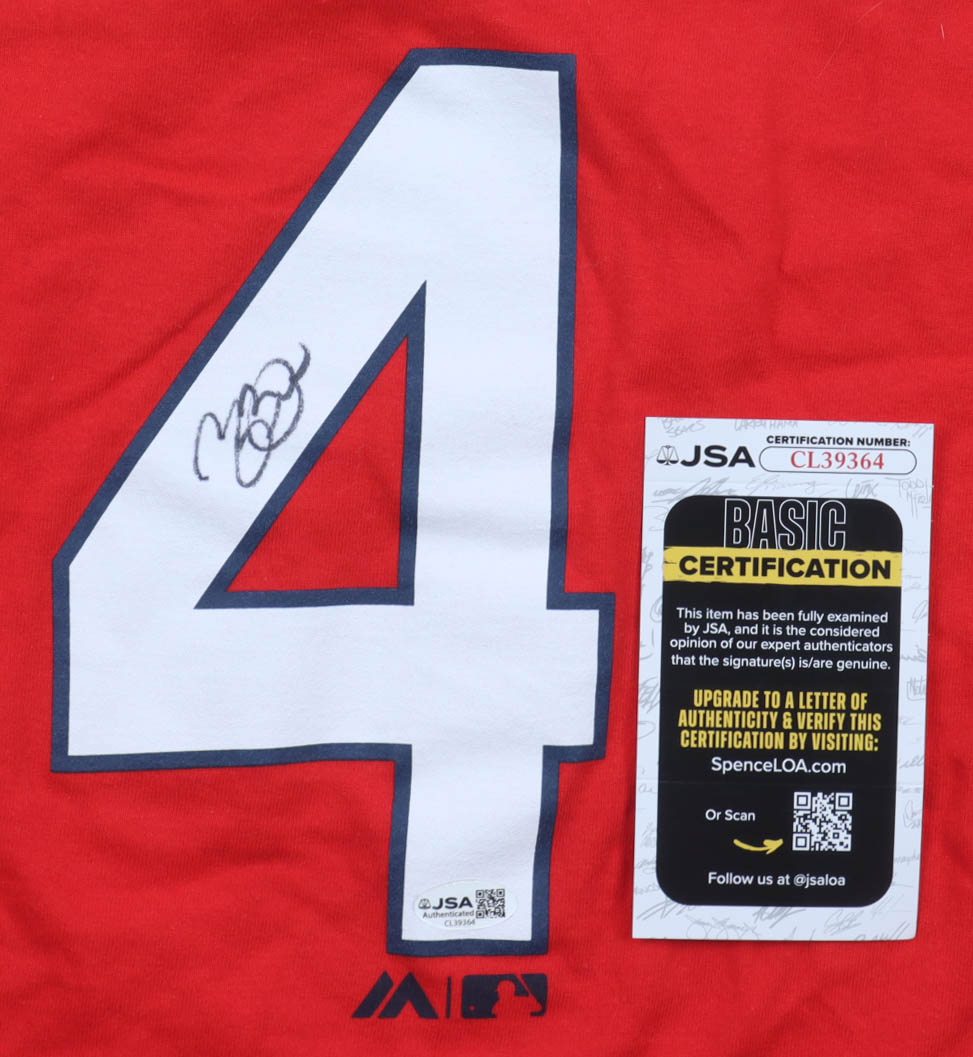 4
JSA
CERTIFICATION NUMBER:
CL39364
BASIC
CERTIFICATION
This item has been fully examined
by JSA, and it is the considered
opinion of our expert authenticators
that the signature(s) is/are genuine.
UPGRADE TO A LETTER OF
AUTHENTICITY & VERIFY THIS
CERTIFICATION BY VISITING:
SpenceLOA.com
Or Scan
Follow us at @jsaloa
JSA
Authenticated
CL39364